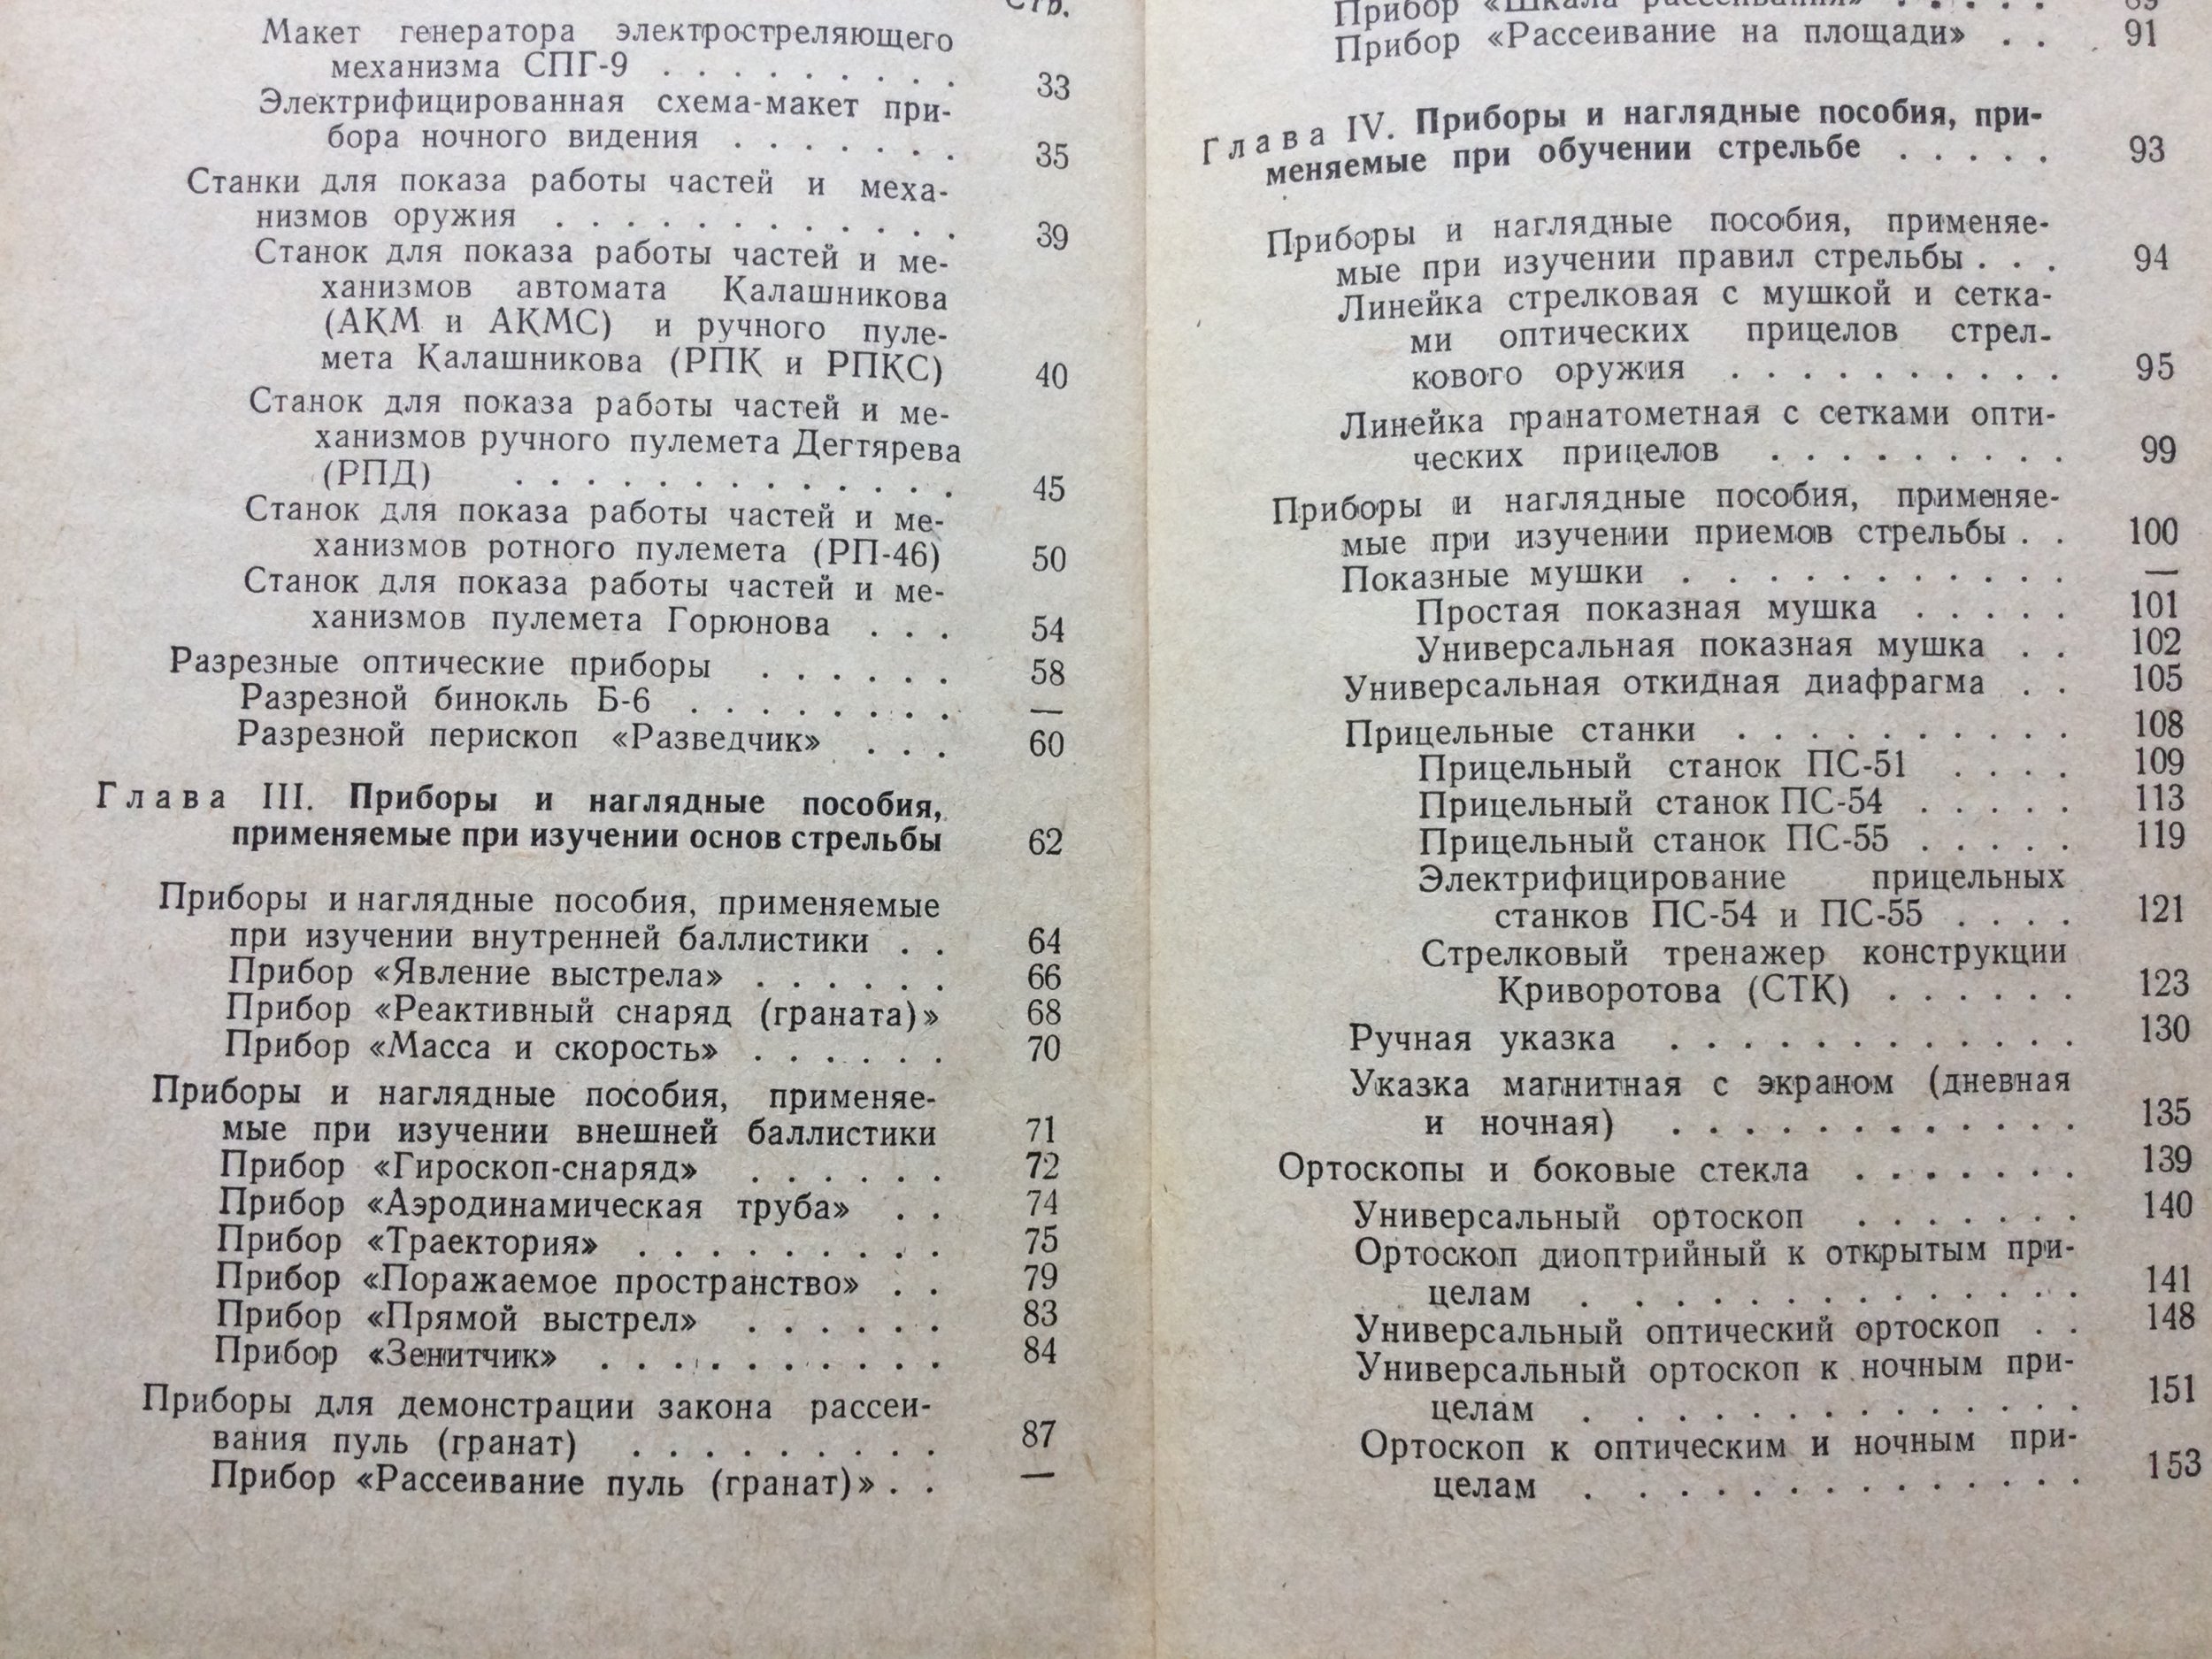 Стр.
Макет генератора электростреляющего
механизма СПГ-9 . . . . . . . . . 33
Электрифицированная схема-макет при-
бора ночного видения . . . . . . . 35
Станки для показа работы частей и меха-
низмов оружия . . . . . . . . . . . . 39
Станок для показа работы частей и ме-
ханизмов автомата Калашникова
(АКМ и АКМС) и ручного пуле-
мета Калашникова (РПК и РПКС) 40
Станок для показа работы частей и ме-
ханизмов ручного пулемета Дегтярева
(РПД) . . . . . . . . . . . . . 45
Станок для показа работы частей и ме-
ханизмов ротного пулемета (РП-46) 50
Станок для показа работы частей и ме-
ханизмов пулемета Горюнова . . . 54
Разрезные оптические приборы . . . . . . 58
Разрезной бинокль Б-6 . . . . . . . . . —
Разрезной перископ «Разведчик» . . . 60
Глава III. Приборы и наглядные пособия,
применяемые при изучении основ стрельбы 62
Приборы и наглядные пособия, применяемые
при изучении внутренней баллистики . . 64
Прибор «Явление выстрела» . . . . . . 66
Прибор «Реактивный снаряд (граната)» 68
Прибор «Масса и скорость» . . . . . . 70
Приборы и наглядные пособия, применяе-
мые при изучении внешней баллистики 71
Прибор «Гироскоп-снаряд» . . . . . . 72
Прибор «Аэродинамическая труба» . . 74
Прибор «Траектория» . . . . . . . . . 75
Прибор «Поражаемое пространство» . . 79
Прибор «Прямой выстрел» . . . . . . 83
Прибор «Зенитчик» . . . . . . . . . . 84
Приборы для демонстрации закона рассеи-
вания пуль (гранат) . . . . . . . . . 87
Прибор «Рассеивание пуль (гранат)» . . —
Прибор «Шкала рассеивания» . . . . . 89
Прибор «Рассеивание на площади» . . 91
Глава IV. Приборы и наглядные пособия, при-
меняемые при обучении стрельбе . . . . . 93
Приборы и наглядные пособия, применяе-
мые при изучении правил стрельбы . . . 94
Линейка стрелковая с мушкой и сетка-
ми оптических прицелов стрел-
кового оружия . . . . . . . . . . 95
Линейка гранатометная с сетками опти-
ческих прицелов . . . . . . . . . 99
Приборы и наглядные пособия, применяе-
мые при изучении приемов стрельбы . . 100
Показные мушки . . . . . . . . . . . —
Простая показная мушка . . . . . 101
Универсальная показная мушка . . 102
Универсальная откидная диафрагма . . 105
Прицельные станки . . . . . . . . . . 108
Прицельный станок ПС-51 . . . . 109
Прицельный станок ПС-54 . . . . . 113
Прицельный станок ПС-55 . . . . . 119
Электрифицирование прицельных
станков ПС-54 и ПС-55 . . . . 121
Стрелковый тренажер конструкции
Криворотова (СТК) . . . . . . 123
Ручная указка . . . . . . . . . . . . 130
Указка магнитная с экраном (дневная
и ночная) . . . . . . . . . . . . 135
Ортоскопы и боковые стекла . . . . . . . 139
Универсальный ортоскоп . . . . . . . 140
Ортоскоп диоптрийный к открытым при-
целам . . . . . . . . . . . . . . 141
Универсальный оптический ортоскоп . . 148
Универсальный ортоскоп к ночным при-
целам . . . . . . . . . . . . . . 151
Ортоскоп к оптическим и ночным при-
целам . . . . . . . . . . . . . . 153